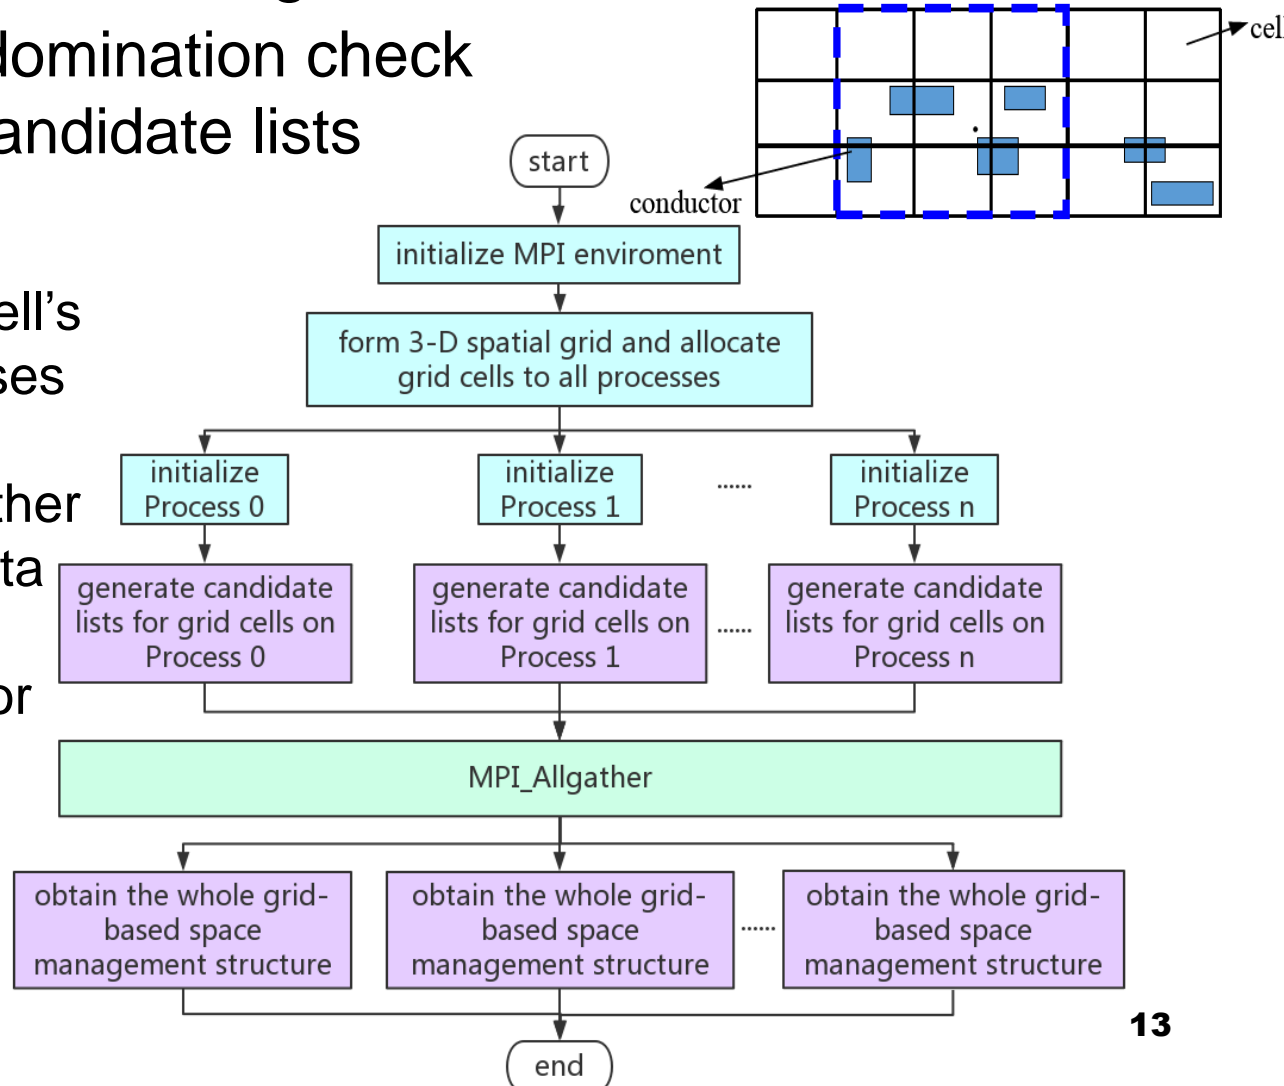 domination check
andidate lists
cell
conductor
start
initialize MPI enviroment
ell's
ses
form 3-D spatial grid and allocate
grid cells to all processes
ther
ta
or
initialize
Process 0
initialize
Process 1
......
initialize
Process n
generate candidate
lists for grid cells on
Process 0
generate candidate
lists for grid cells on
Process 1
......
generate candidate
lists for grid cells on
Process n
MPI_Allgather
obtain the whole grid-
based space
management structure
obtain the whole grid-
based space
management structure
......
obtain the whole grid-
based space
management structure
end
13